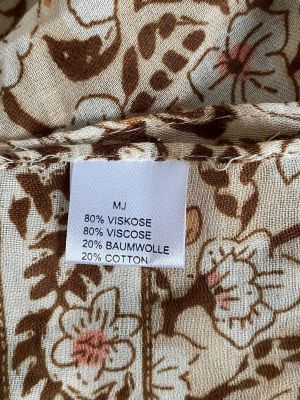 MJ
80% VISKOSE
80% VISCOSE
20% BAUMWOLLE
20% COTTON